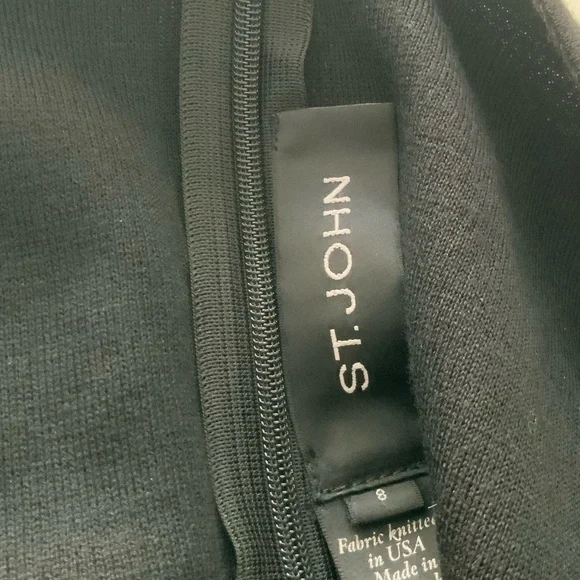 ST. JOHN
8
Fabric knitted
in USA
Made in